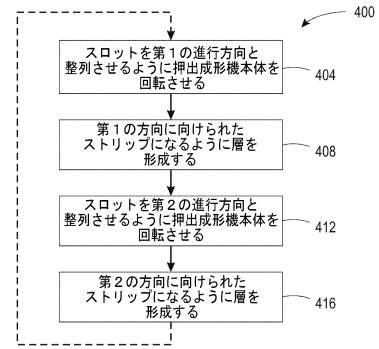 400
スロットを第１の進行方向と
整列させるように押出成形機本体を
回転させる
404
第１の方向に向けられた
ストリップになるように層を
形成する
408
スロットを第２の進行方向と
整列させるように押出成形機本体を
回転させる
412
第２の方向に向けられた
ストリップになるように層を
形成する
416